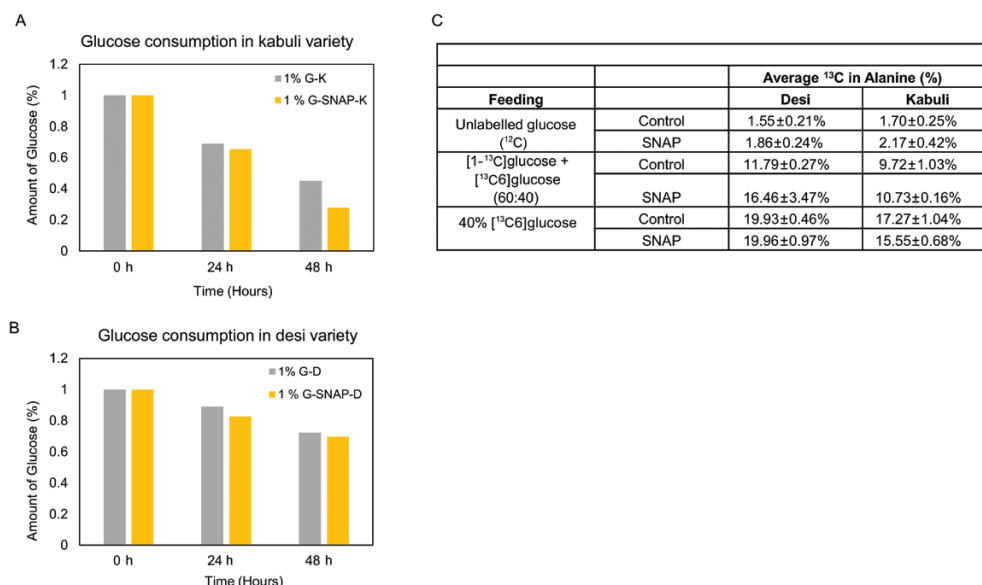 A
Glucose consumption in kabuli variety
1.2
1
0.8
0.6
0.4
0.2
0
Amount of Glucose (%)
1% G-K
1 % G-SNAP-K
0 h
24 h
48 h
Time (Hours)
B
Glucose consumption in desi variety
1.2
1
0.8
0.6
0.4
0.2
0
Amount of Glucose (%)
1% G-D
1 % G-SNAP-D
0 h
24 h
48 h
Time (Hours)
C
Average ¹³C in Alanine (%)
Feeding Desi Kabuli
Unlabelled glucose (¹²C) Control 1.55±0.21% 1.70±0.25%
SNAP 1.86±0.24% 2.17±0.42%
[1-¹³C]glucose + [¹³C6]glucose (60:40) Control 11.79±0.27% 9.72±1.03%
SNAP 16.46±3.47% 10.73±0.16%
40% [¹³C6]glucose Control 19.93±0.46% 17.27±1.04%
SNAP 19.96±0.97% 15.55±0.68%